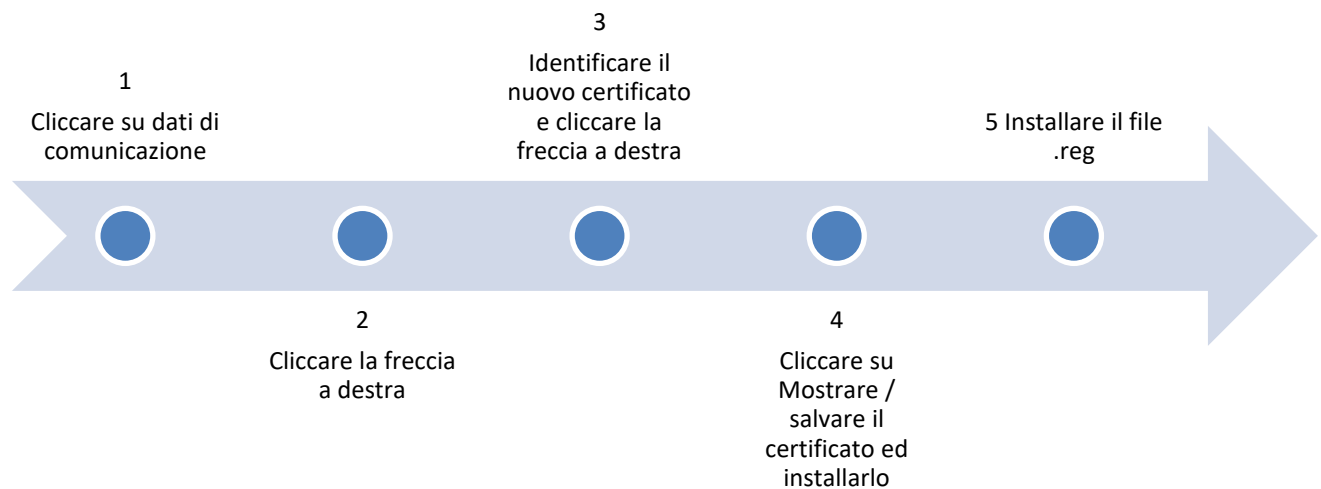 1
Cliccare su dati di
comunicazione
2
Cliccare la freccia
a destra
3
Identificare il
nuovo certificato
e cliccare la
freccia a destra
4
Cliccare su
Mostrare /
salvare il
certificato ed
installarlo
5 Installare il file
.reg